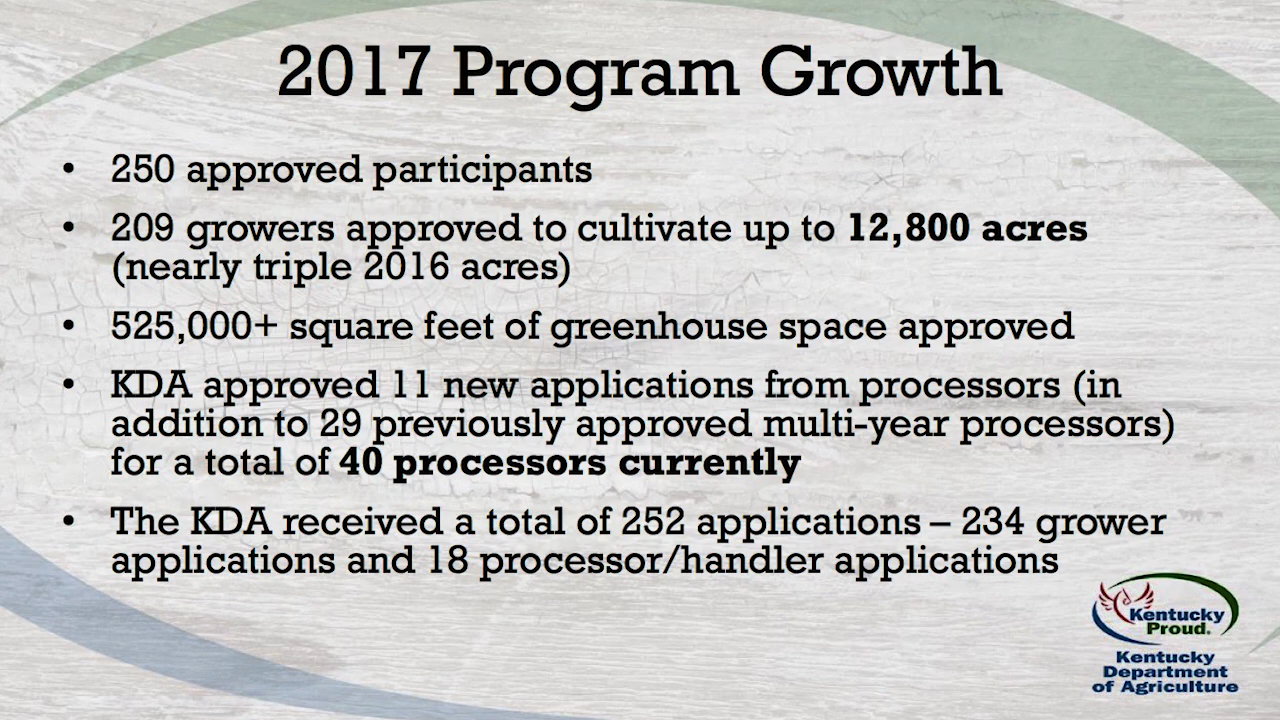 2017 Program Growth
• 250 approved participants
• 209 growers approved to cultivate up to 12,800 acres
(nearly triple 2016 acres)
• 525,000+ square feet of greenhouse space approved
• KDA approved 11 new applications from processors (in
addition to 29 previously approved multi-year processors)
for a total of 40 processors currently
• The KDA received a total of 252 applications – 234 grower
applications and 18 processor/handler applications
Kentucky
Proud.
Kentucky
Department
of Agriculture